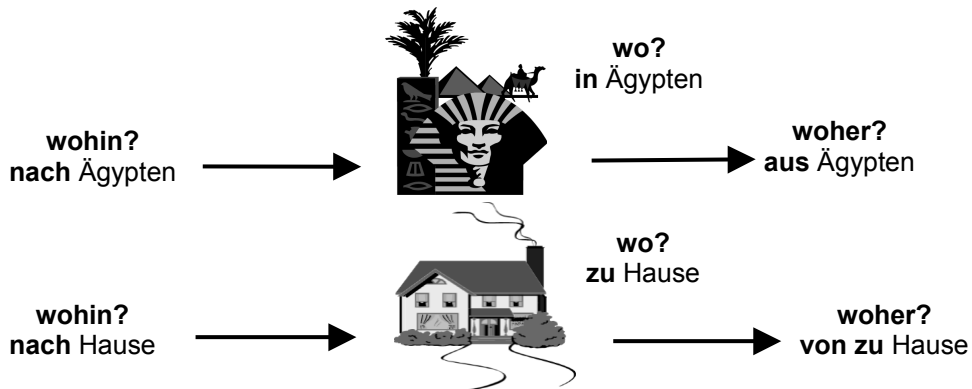 wo?
in Ägypten
wohin?
nach Ägypten
woher?
aus Ägypten
wo?
zu Hause
wohin?
nach Hause
woher?
von zu Hause